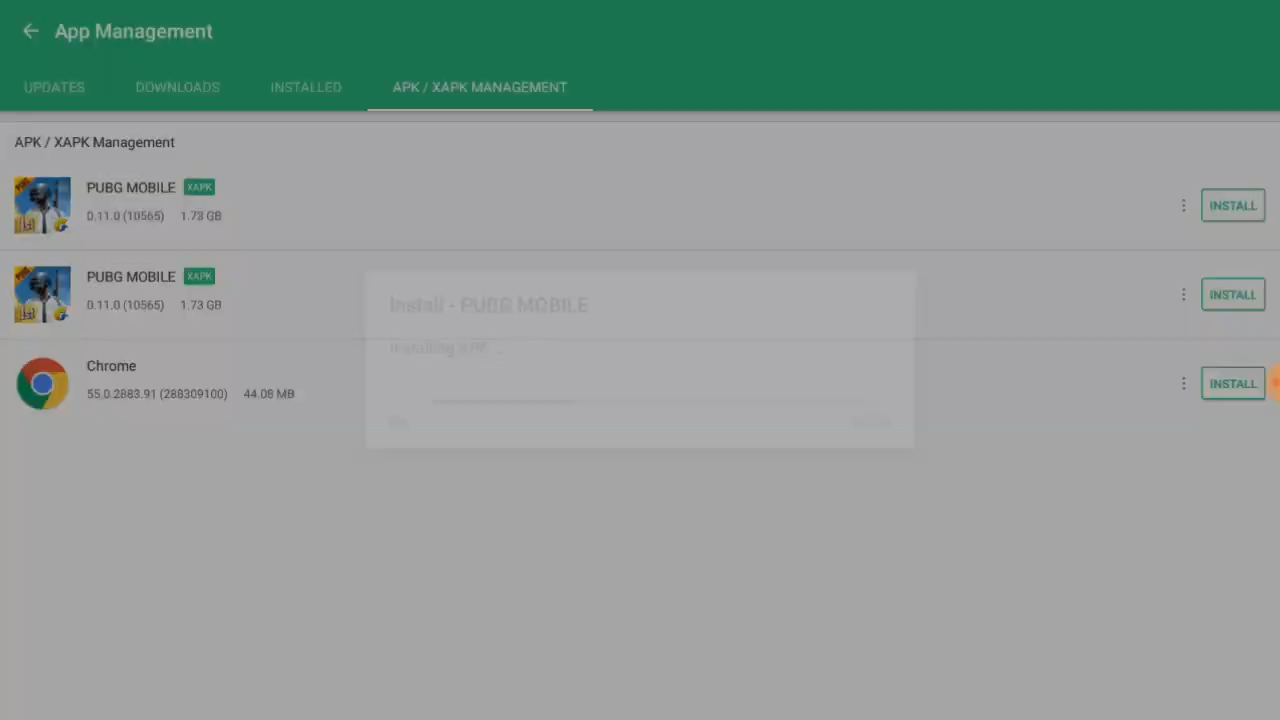 App Management
UPDATES DOWNLOADS INSTALLED APK / XAPK MANAGEMENT
APK / XAPK Management
PUBG MOBILE XAPK
0.11.0 (10565) 1.73 GB
INSTALL
PUBG MOBILE XAPK
0.11.0 (10565) 1.73 GB
INSTALL
Install - PUBG MOBILE
Installing APK...
Chrome
55.0.2883.91 (288309100) 44.08 MB
INSTALL